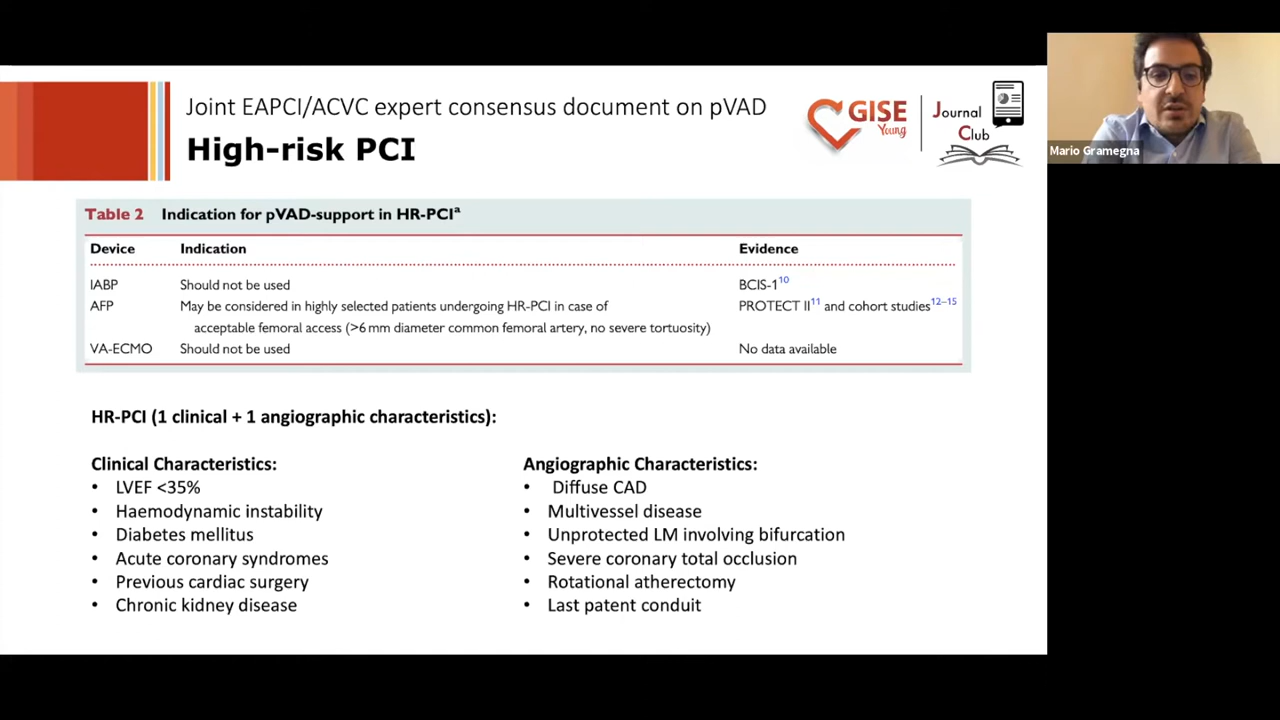 Joint EAPCI/ACVC expert consensus document on pVAD
High-risk PCI
GISE
Young
Journal
Club
Mario Gramegna
Table 2 Indication for pVAD-support in HR-PCIª
Device Indication Evidence
IABP Should not be used BCIS-1¹⁰
AFP May be considered in highly selected patients undergoing HR-PCI in case of PROTECT II¹¹ and cohort studies¹²⁻¹⁵
acceptable femoral access (>6 mm diameter common femoral artery, no severe tortuosity)
VA-ECMO Should not be used No data available
HR-PCI (1 clinical + 1 angiographic characteristics):
Clinical Characteristics:
• LVEF <35%
• Haemodynamic instability
• Diabetes mellitus
• Acute coronary syndromes
• Previous cardiac surgery
• Chronic kidney disease
Angiographic Characteristics:
• Diffuse CAD
• Multivessel disease
• Unprotected LM involving bifurcation
• Severe coronary total occlusion
• Rotational atherectomy
• Last patent conduit